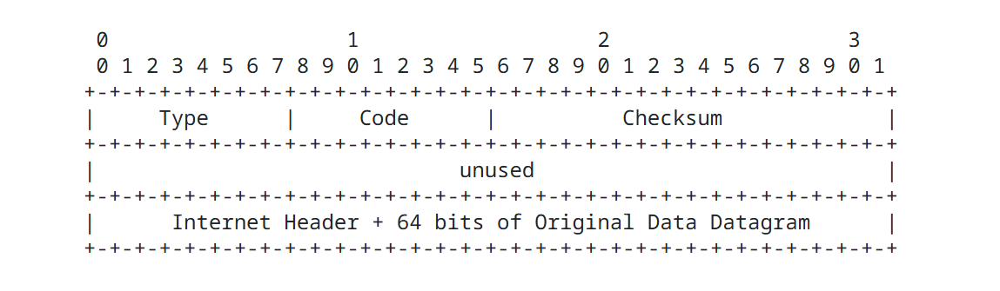 0                   1                   2                   3
 0 1 2 3 4 5 6 7 8 9 0 1 2 3 4 5 6 7 8 9 0 1 2 3 4 5 6 7 8 9 0 1
+-+-+-+-+-+-+-+-+-+-+-+-+-+-+-+-+-+-+-+-+-+-+-+-+-+-+-+-+-+-+-+-+
|     Type      |     Code      |          Checksum             |
+-+-+-+-+-+-+-+-+-+-+-+-+-+-+-+-+-+-+-+-+-+-+-+-+-+-+-+-+-+-+-+-+
|                             unused                            |
+-+-+-+-+-+-+-+-+-+-+-+-+-+-+-+-+-+-+-+-+-+-+-+-+-+-+-+-+-+-+-+-+
|      Internet Header + 64 bits of Original Data Datagram      |
+-+-+-+-+-+-+-+-+-+-+-+-+-+-+-+-+-+-+-+-+-+-+-+-+-+-+-+-+-+-+-+-+